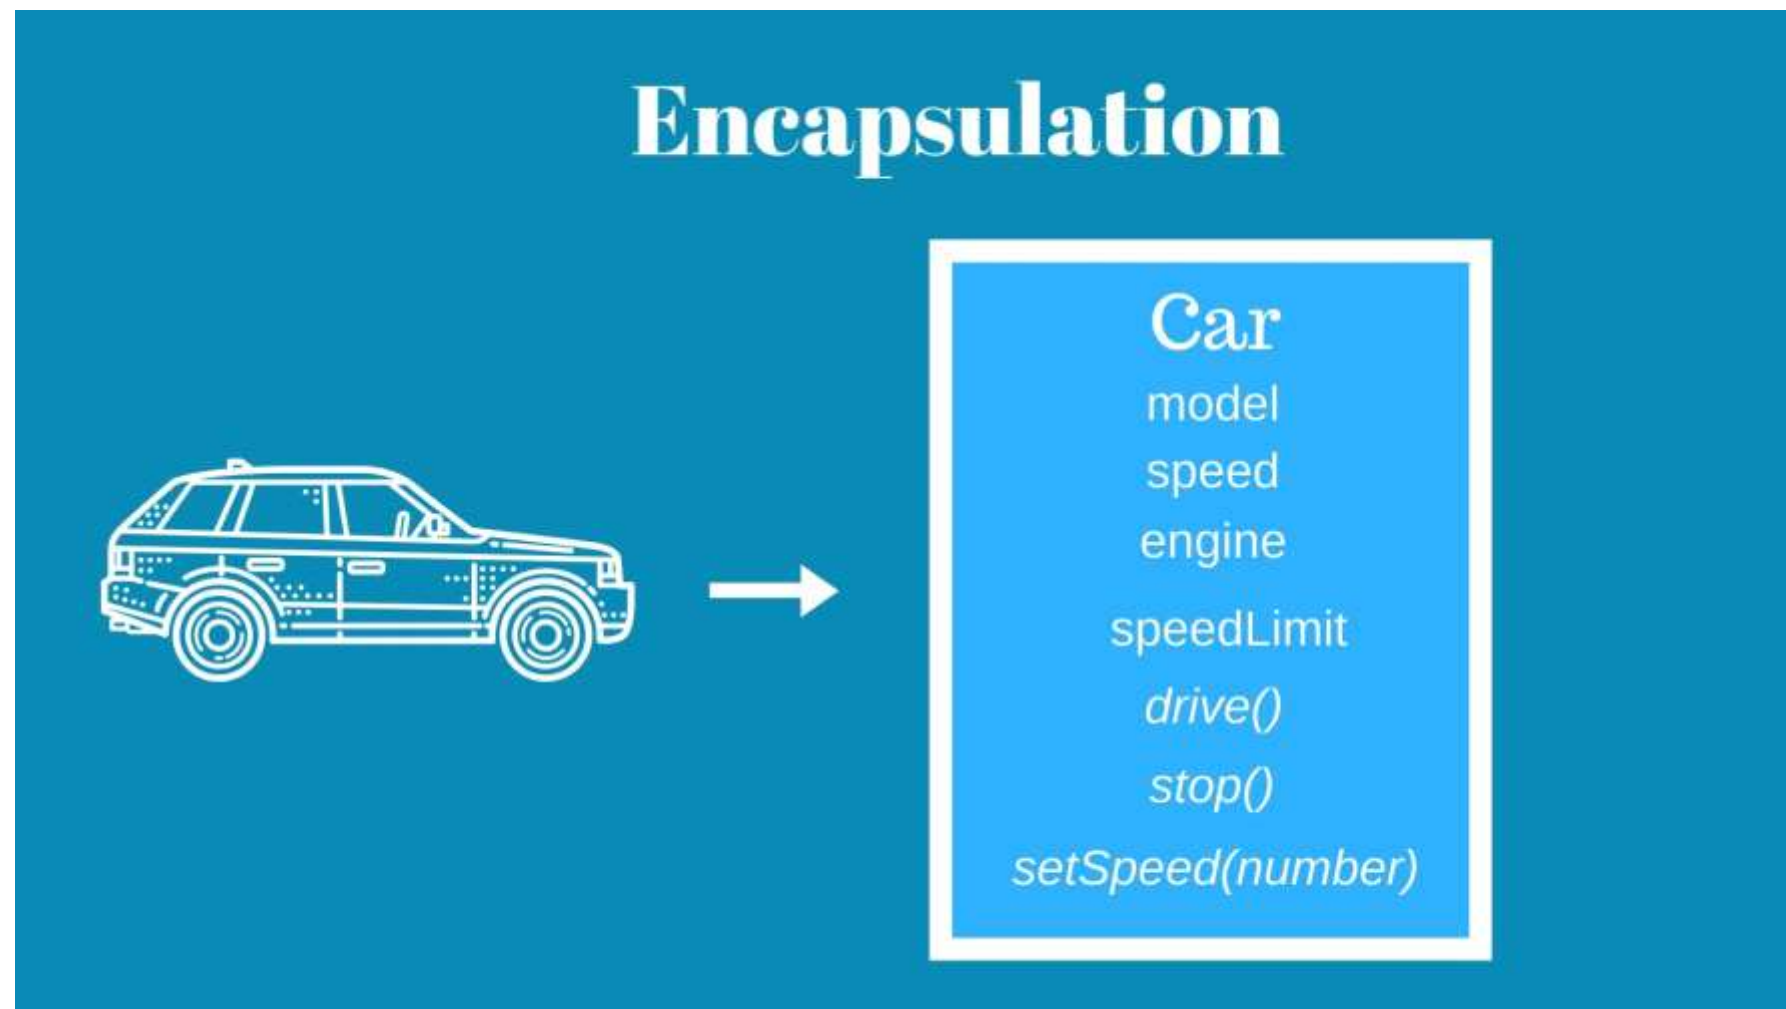 Encapsulation
Car
model
speed
engine
speedLimit
drive()
stop()
setSpeed(number)